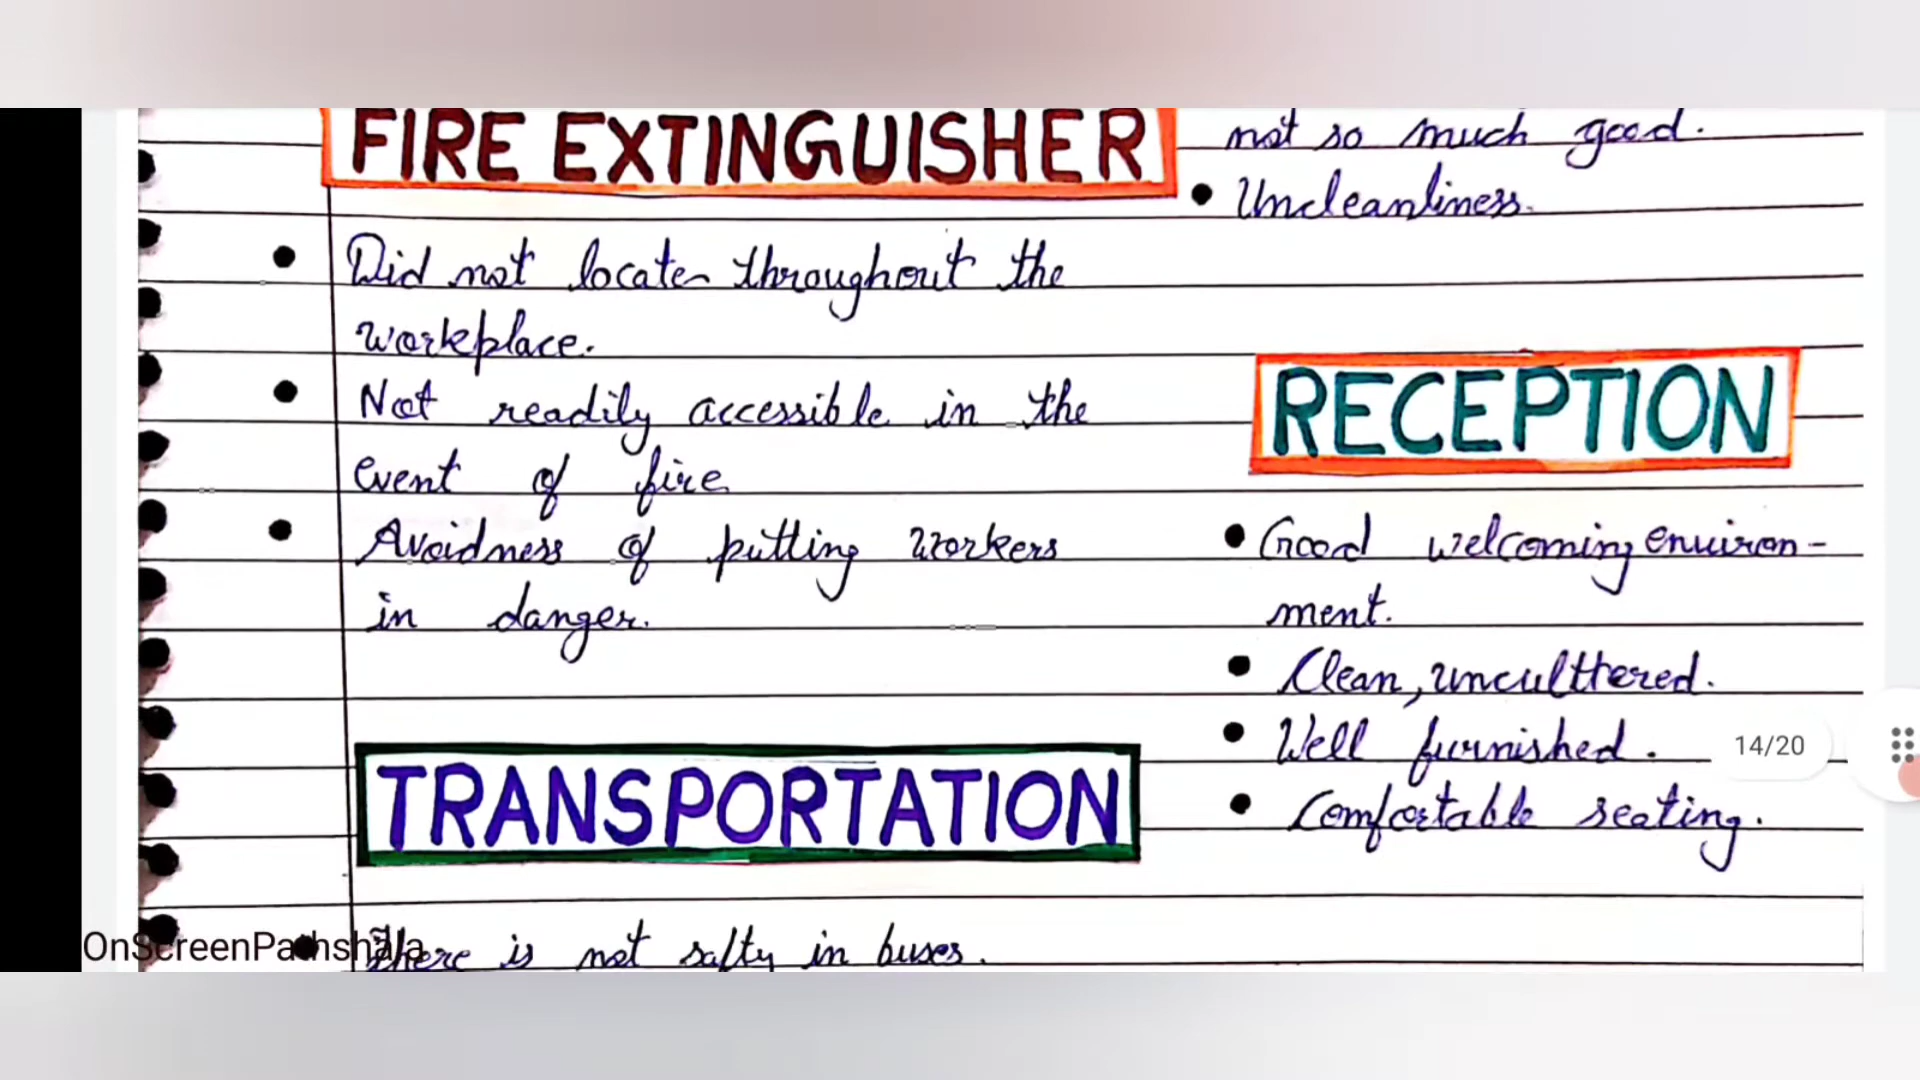 FIRE EXTINGUISHER
Did not locate throughout the
workplace.
Not readily accessible in the
event of fire
Avoidness of putting workers
in danger.
TRANSPORTATION
There is not safty in buses.
not so much good.
Uncleanliness.
RECEPTION
Good welcoming environ-
ment.
Clean, unculttered.
Well furnished.
Comfortable seating.
14/20
OnScreenPathshala